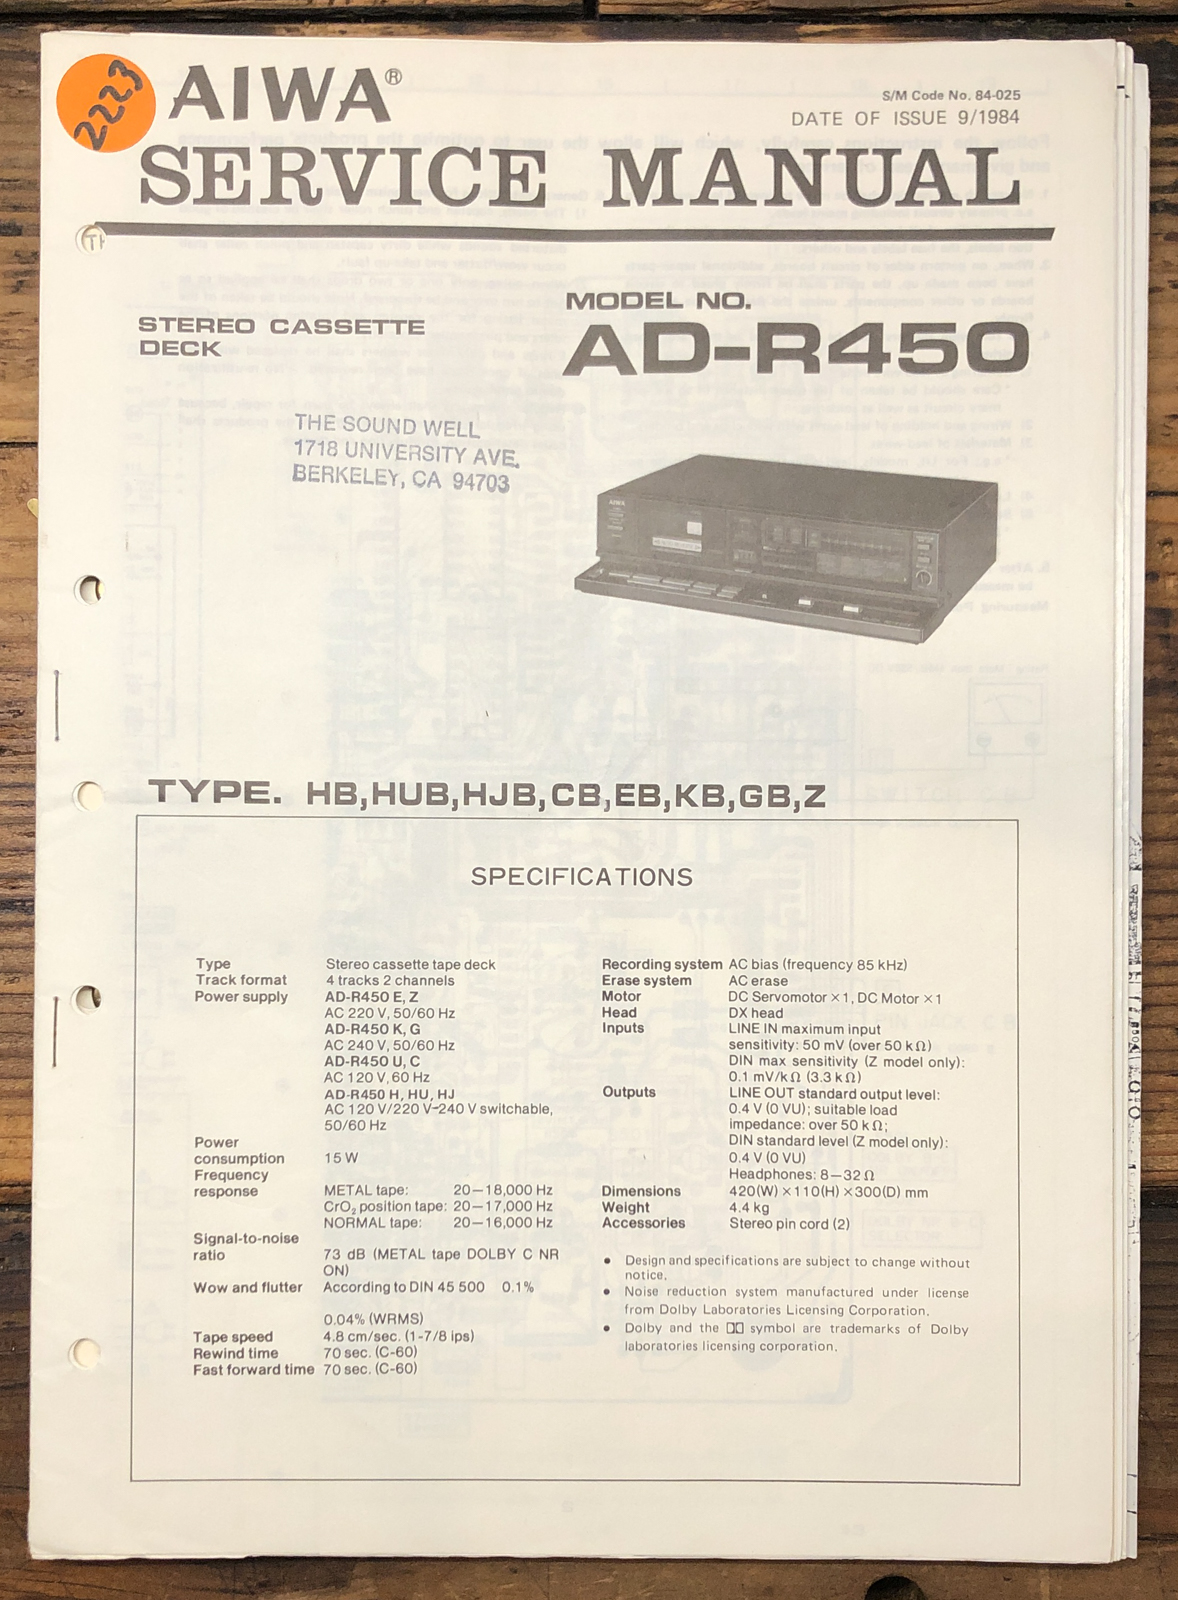 2223
AIWA®
S/M Code No. 84-025
DATE OF ISSUE 9/1984
SERVICE MANUAL
STEREO CASSETTE
DECK
MODEL NO.
AD-R450
THE SOUND WELL
1718 UNIVERSITY AVE.
BERKELEY, CA 94703
AIWA
TYPE. HB,HUB,HJB,CB,EB,KB,GB,Z
SPECIFICATIONS
Type Stereo cassette tape deck
Track format 4 tracks 2 channels
Power supply AD-R450 E, Z
AC 220 V, 50/60 Hz
AD-R450 K, G
AC 240 V, 50/60 Hz
AD-R450 U, C
AC 120 V, 60 Hz
AD-R450 H, HU, HJ
AC 120 V/220 V-240 V switchable,
50/60 Hz
Power
consumption 15 W
Frequency
response METAL tape: 20—18,000 Hz
CrO₂ position tape: 20—17,000 Hz
NORMAL tape: 20—16,000 Hz
Signal-to-noise
ratio 73 dB (METAL tape DOLBY C NR
ON)
Wow and flutter According to DIN 45 500 0.1%
0.04% (WRMS)
Tape speed 4.8 cm/sec. (1-7/8 ips)
Rewind time 70 sec. (C-60)
Fast forward time 70 sec. (C-60)
Recording system AC bias (frequency 85 kHz)
Erase system AC erase
Motor DC Servomotor ×1, DC Motor ×1
Head DX head
Inputs LINE IN maximum input
sensitivity: 50 mV (over 50 kΩ)
DIN max sensitivity (Z model only):
0.1 mV/kΩ (3.3 kΩ)
Outputs LINE OUT standard output level:
0.4 V (0 VU); suitable load
impedance: over 50 kΩ;
DIN standard level (Z model only):
0.4 V (0 VU)
Headphones: 8—32 Ω
Dimensions 420(W) ×110(H) ×300(D) mm
Weight 4.4 kg
Accessories Stereo pin cord (2)
● Design and specifications are subject to change without
notice.
● Noise reduction system manufactured under license
from Dolby Laboratories Licensing Corporation.
● Dolby and the symbol are trademarks of Dolby
laboratories licensing corporation.